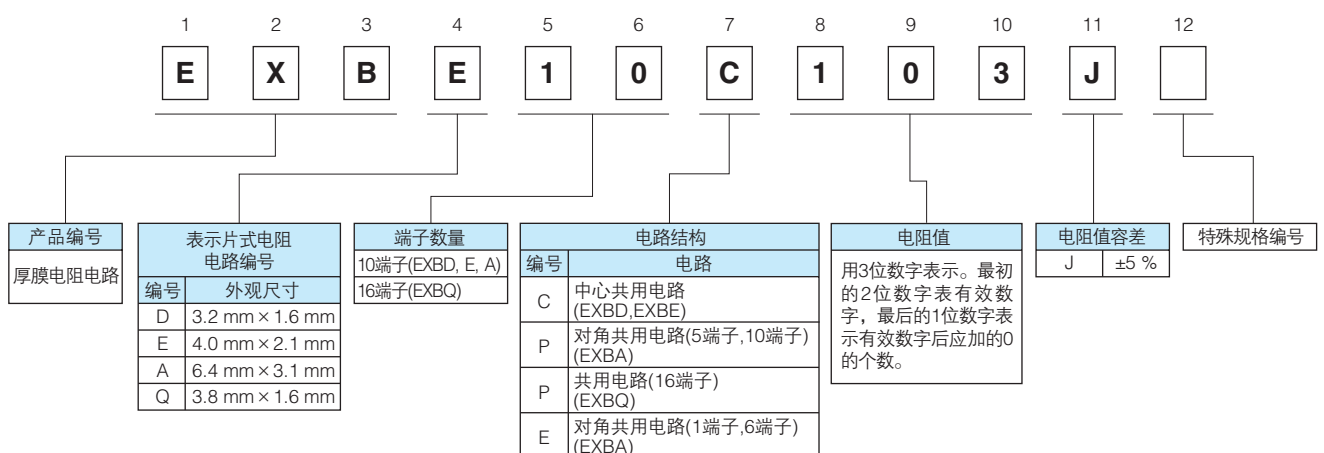 1 2 3 4 5 6 7 8 9 10 11 12
E X B E 1 0 C 1 0 3 J
产品编号
厚膜电阻电路
表示片式电阻
电路编号
编号 外观尺寸
D 3.2 mm × 1.6 mm
E 4.0 mm × 2.1 mm
A 6.4 mm × 3.1 mm
Q 3.8 mm × 1.6 mm
端子数量
10端子(EXBD, E, A)
16端子(EXBQ)
电路结构
编号 电路
C 中心共用电路
(EXBD,EXBE)
P 对角共用电路(5端子,10端子)
(EXBA)
P 共用电路(16端子)
(EXBQ)
E 对角共用电路(1端子,6端子)
(EXBA)
电阻值
用3位数字表示。最初
的2位数字表有效数
字，最后的1位数字表
示有效数字后应加的0
的个数。
电阻值容差
J ±5 %
特殊规格编号